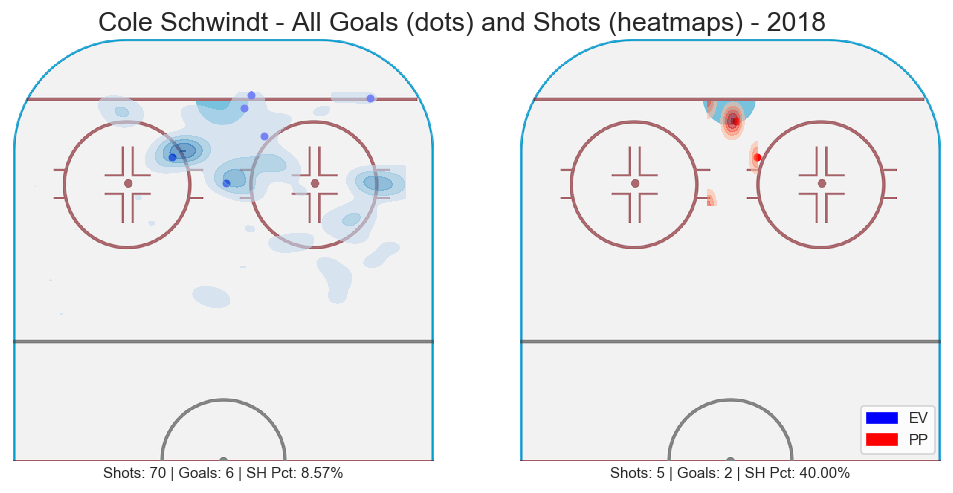 Cole Schwindt - All Goals (dots) and Shots (heatmaps) - 2018
EV
PP
Shots: 70 | Goals: 6 | SH Pct: 8.57%
Shots: 5 | Goals: 2 | SH Pct: 40.00%